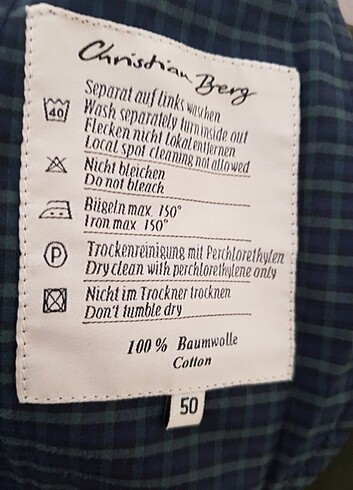 Christian Berg
Separat auf links waschen
40
Wash separately turn inside out
Flecken nicht lokal entfernen
Local spot cleaning not allowed
Nicht bleichen
Do not bleach
Bügeln max. 150°
Iron max. 150°
P
Trockenreinigung mit Perchlorethylen
Dry clean with perchlorethylene only
Nicht im Trockner trocknen
Don't tumble dry
100 % Baumwolle
Cotton
50